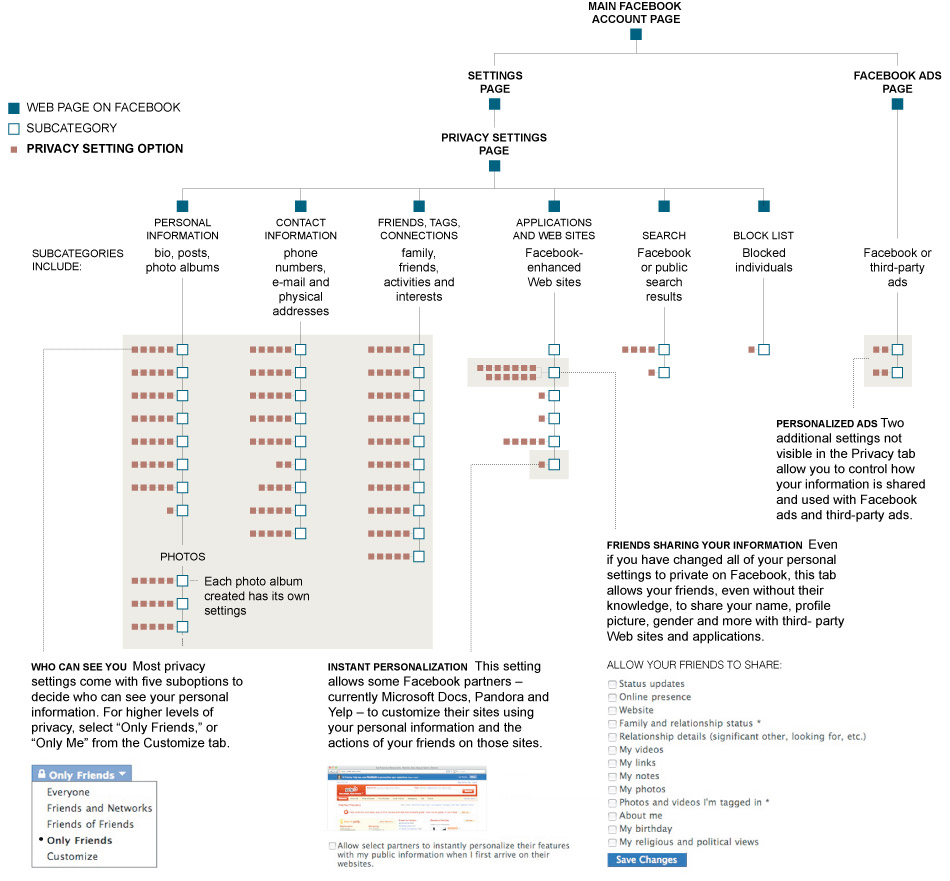 MAIN FACEBOOK
ACCOUNT PAGE
SETTINGS
PAGE
FACEBOOK ADS
PAGE
WEB PAGE ON FACEBOOK
SUBCATEGORY
PRIVACY SETTING OPTION
PRIVACY SETTINGS
PAGE
SUBCATEGORIES
INCLUDE:
PERSONAL
INFORMATION
bio, posts,
photo albums
CONTACT
INFORMATION
phone
numbers,
e-mail and
physical
addresses
FRIENDS, TAGS,
CONNECTIONS
family,
friends,
activities and
interests
APPLICATIONS
AND WEB SITES
Facebook-
enhanced
Web sites
SEARCH
Facebook
or public
search
results
BLOCK LIST
Blocked
individuals
Facebook or
third-party
ads
PHOTOS
Each photo album
created has its own
settings
PERSONALIZED ADS Two
additional settings not
visible in the Privacy tab
allow you to control how
your information is shared
and used with Facebook
ads and third-party ads.
FRIENDS SHARING YOUR INFORMATION Even
if you have changed all of your personal
settings to private on Facebook, this tab
allows your friends, even without their
knowledge, to share your name, profile
picture, gender and more with third- party
Web sites and applications.
WHO CAN SEE YOU Most privacy
settings come with five suboptions to
decide who can see your personal
information. For higher levels of
privacy, select “Only Friends,” or
“Only Me” from the Customize tab.
Only Friends
Everyone
Friends and Networks
Friends of Friends
• Only Friends
Customize
INSTANT PERSONALIZATION This setting
allows some Facebook partners –
currently Microsoft Docs, Pandora and
Yelp – to customize their sites using
your personal information and the
actions of your friends on those sites.
Allow select partners to instantly personalize their features
with my public information when I first arrive on their
websites.
ALLOW YOUR FRIENDS TO SHARE:
Status updates
Online presence
Website
Family and relationship status *
Relationship details (significant other, looking for, etc.)
My videos
My links
My notes
My photos
Photos and videos I'm tagged in *
About me
My birthday
My religious and political views
Save Changes